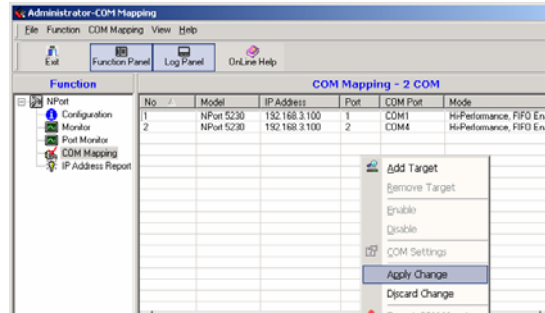 Administrator-COM Mapping
File Function COM Mapping View Help
Exit Function Panel Log Panel OnLine Help
Function
COM Mapping - 2 COM
NPort
Configuration
Monitor
Port Monitor
COM Mapping
IP Address Report
No Model IP Address Port COM Port Mode
1 NPort 5230 192.168.3.100 1 COM1 Hi-Performance, FIFO En
2 NPort 5230 192.168.3.100 2 COM4 Hi-Performance, FIFO En
Add Target
Remove Target
Enable
Disable
COM Settings
Apply Change
Discard Change